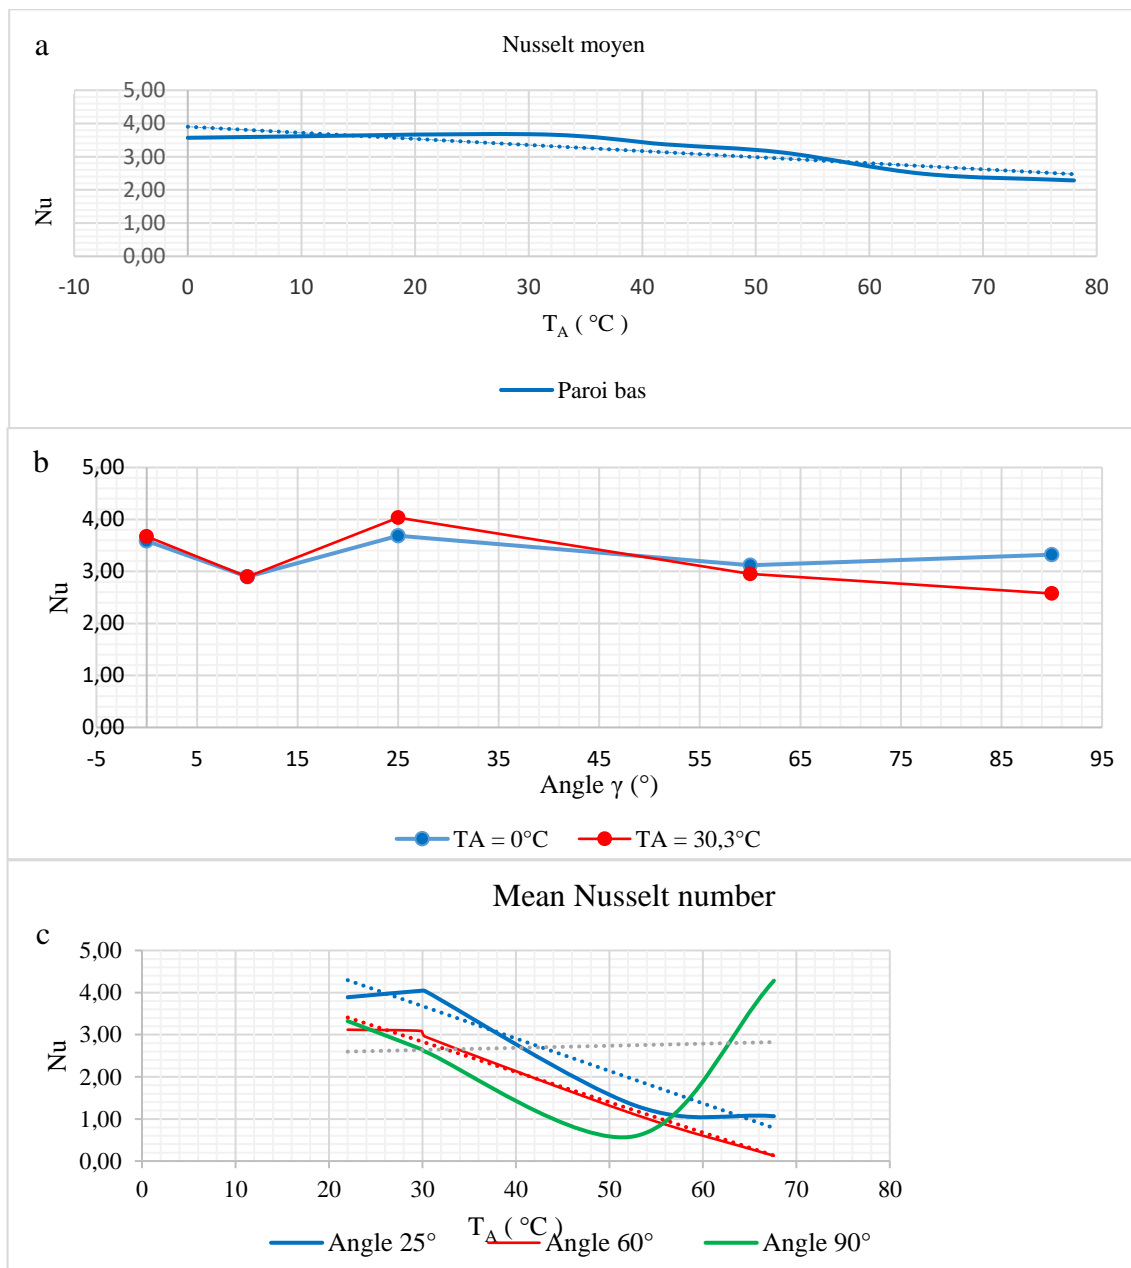 a
Nusselt moyen
5,00
4,00
3,00
2,00
1,00
0,00
Nu
-10 0 10 20 30 40 50 60 70 80
T_A ( °C )
Paroi bas
b
5,00
4,00
3,00
2,00
1,00
0,00
Nu
-5 5 15 25 35 45 55 65 75 85 95
Angle γ (°)
TA = 0°C TA = 30,3°C
Mean Nusselt number
c
5,00
4,00
3,00
2,00
1,00
0,00
Nu
0 10 20 30 40 50 60 70 80
T_A ( °C )
Angle 25° Angle 60° Angle 90°